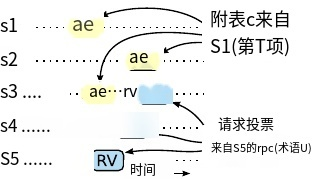 s1 ae
附表c来自
S1(第T项)
s2 ae
s3 .... ae…rv
s4 ......
请求投票
来自S5的rpc(术语U)
S5 ...... RV
时间